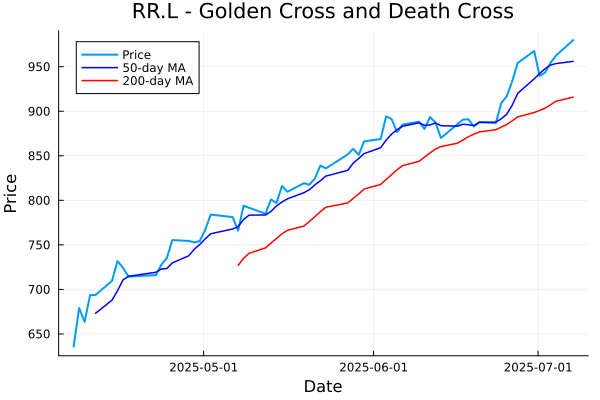 RR.L - Golden Cross and Death Cross
Price
50-day MA
200-day MA
Price
950
900
850
800
750
700
650
2025-05-01
2025-06-01
2025-07-01
Date